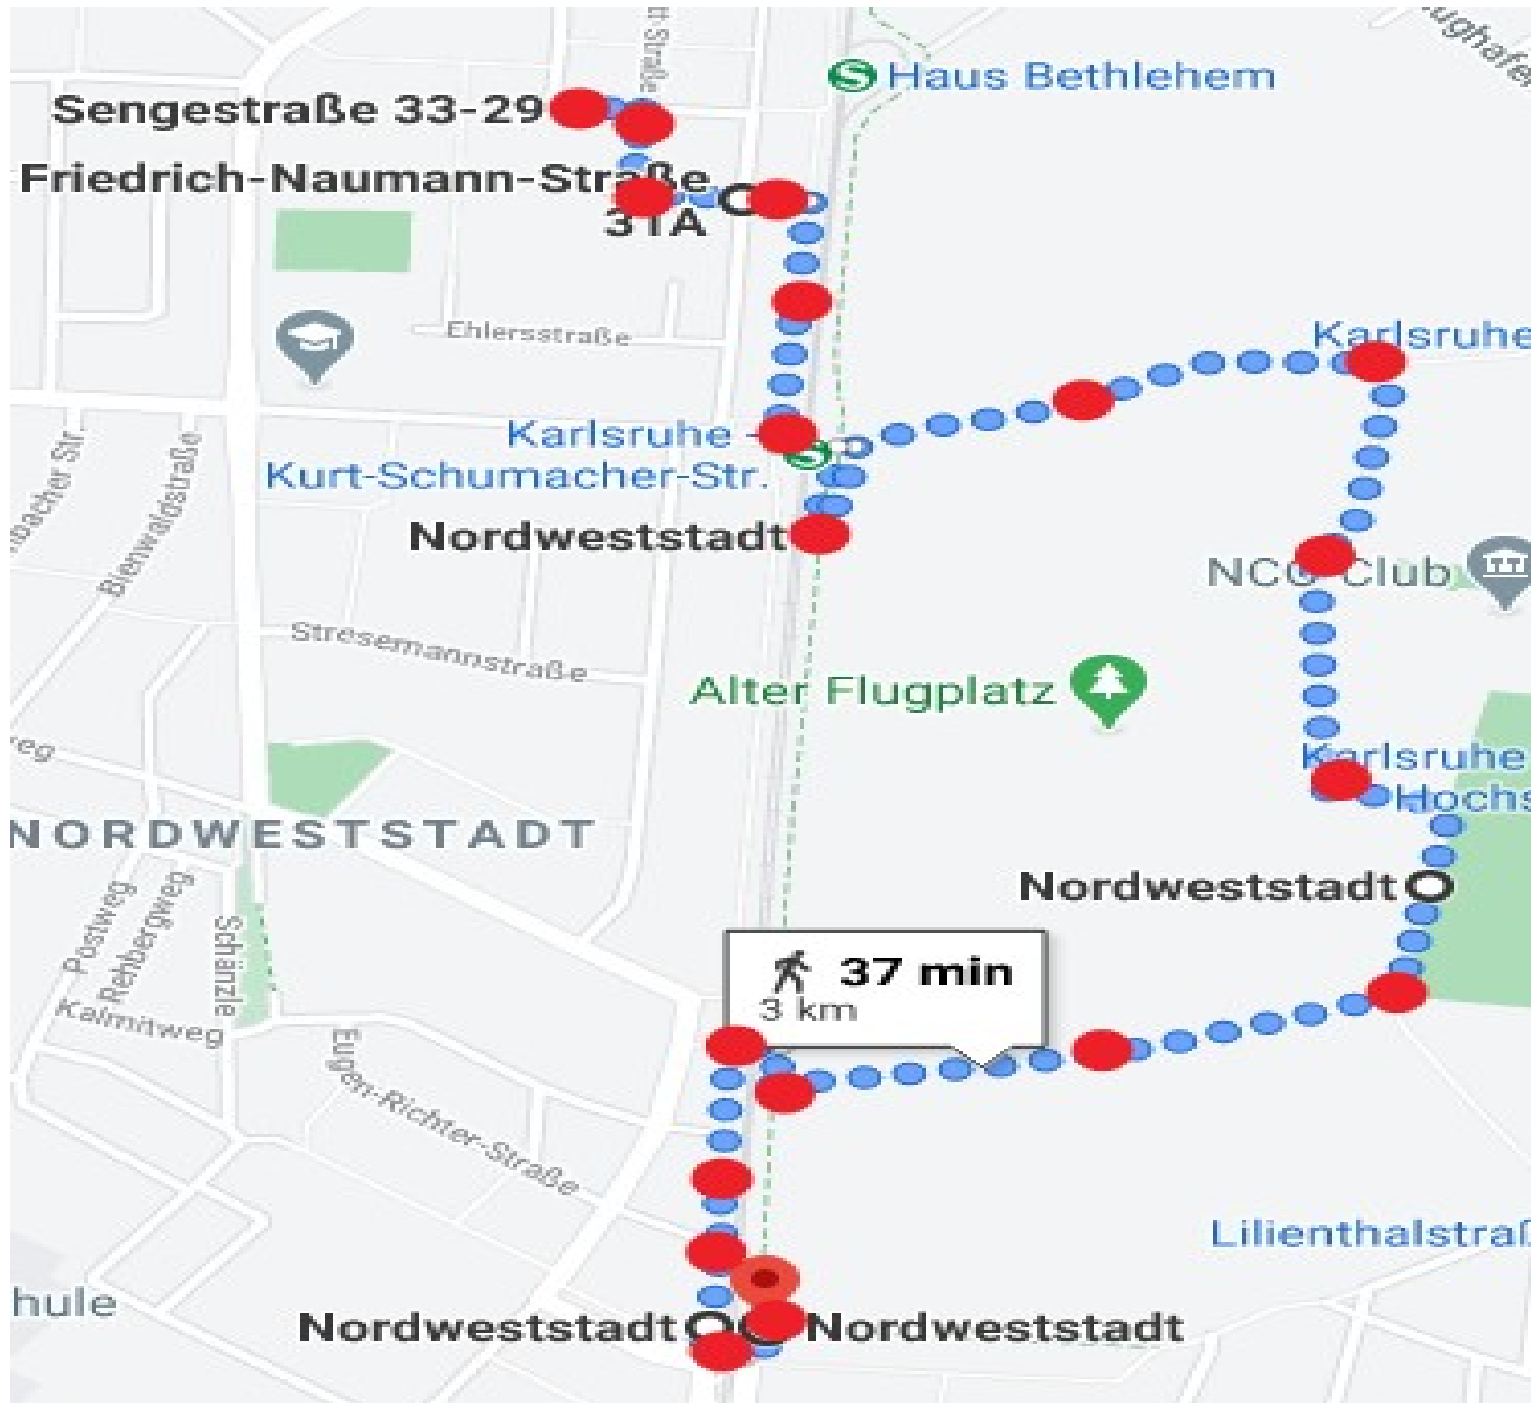 Haus Bethlehem
Sengestraße 33-29
Friedrich-Naumann-Straße
31A
Ehlersstraße
Karlsruhe
Karlsruhe -
Kurt-Schumacher-Str.
Nordweststadt
Bienwaldstraße
NCO Club
Stresemannstraße
Alter Flugplatz
Karlsruhe
NORDWESTSTADT
Nordweststadt
Postweg
Rehbergweg
Schänzle
Kalmitweg
37 min
3 km
Eugen-Richter-Straße
Nordweststadt
Nordweststadt